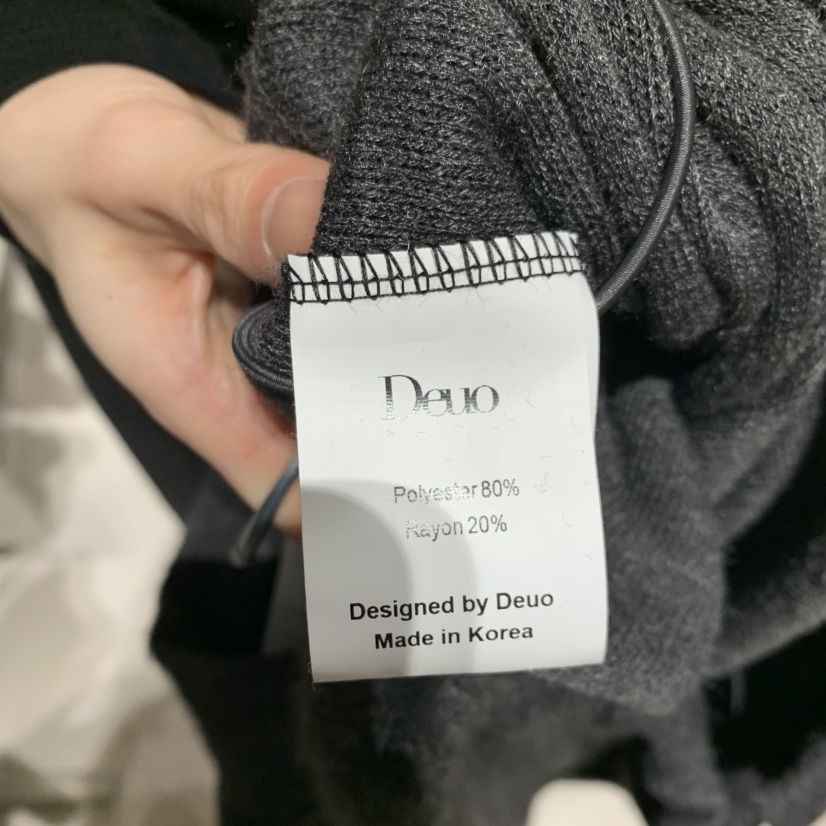 Deuo
Polyester 80%
Rayon 20%
Designed by Deuo
Made in Korea